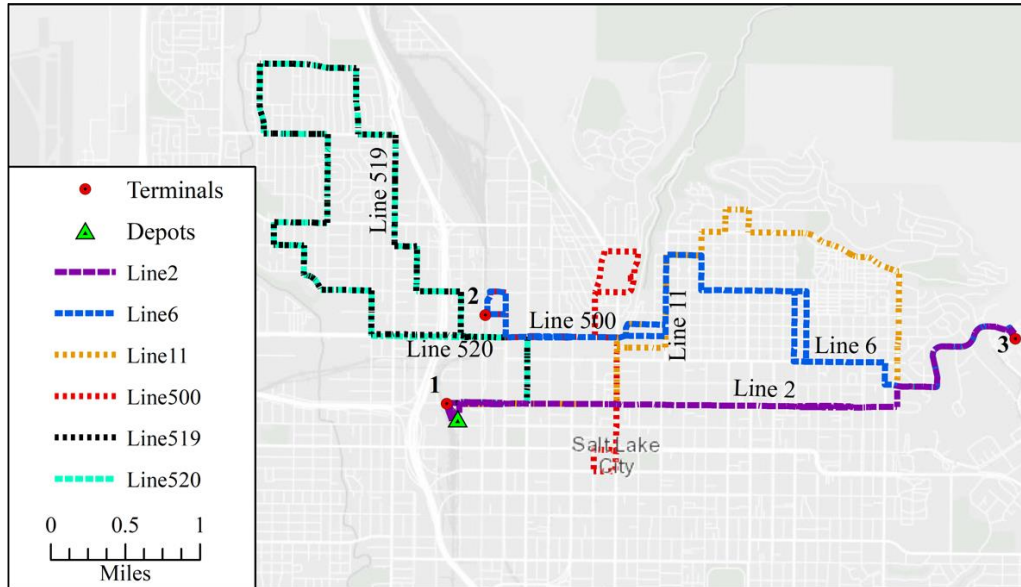 Line 519
2
Line 500
Line 11
Line 520
Line 6
3
1
Line 2
Salt Lake
City
Terminals
Depots
Line2
Line6
Line11
Line500
Line519
Line520
0 0.5 1
Miles